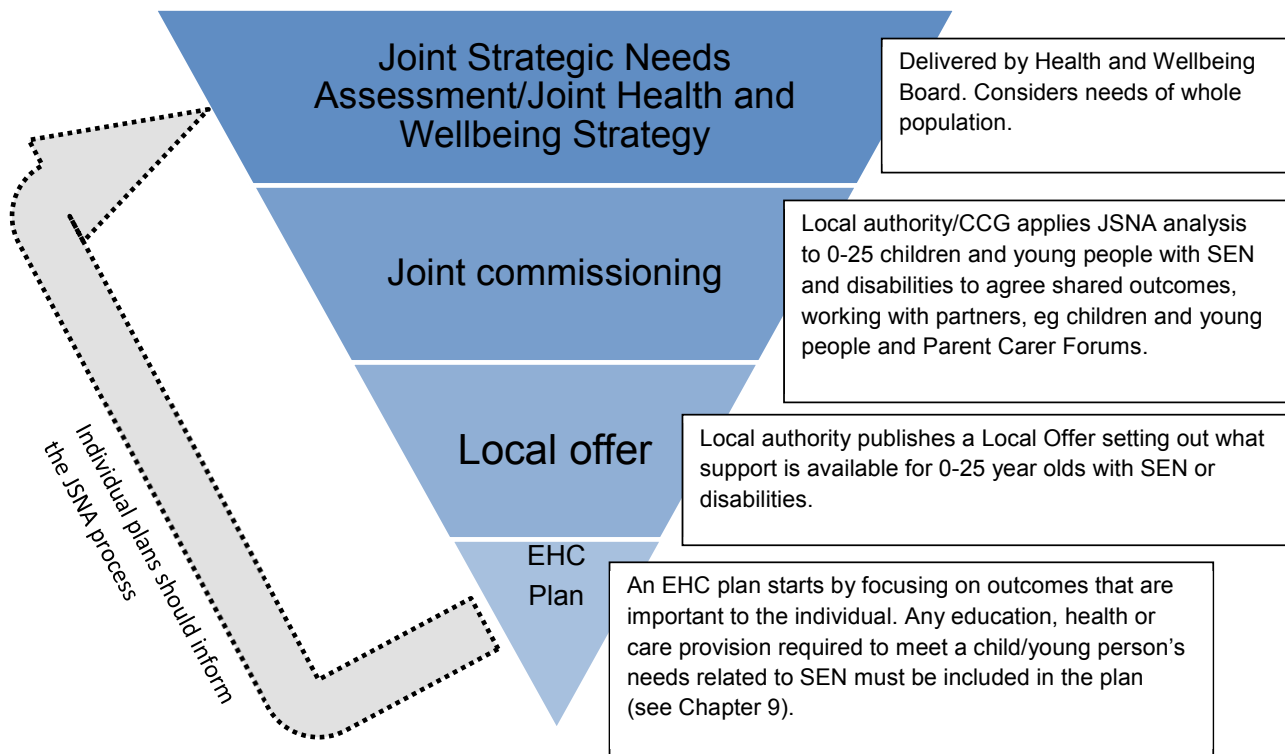 Joint Strategic Needs
Assessment/Joint Health and
Wellbeing Strategy
Delivered by Health and Wellbeing
Board. Considers needs of whole
population.
Joint commissioning
Local authority/CCG applies JSNA analysis
to 0-25 children and young people with SEN
and disabilities to agree shared outcomes,
working with partners, eg children and young
people and Parent Carer Forums.
Local offer
Local authority publishes a Local Offer setting out what
support is available for 0-25 year olds with SEN or
disabilities.
EHC
Plan
An EHC plan starts by focusing on outcomes that are
important to the individual. Any education, health or
care provision required to meet a child/young person's
needs related to SEN must be included in the plan
(see Chapter 9).
Individual plans should inform
the JSNA process